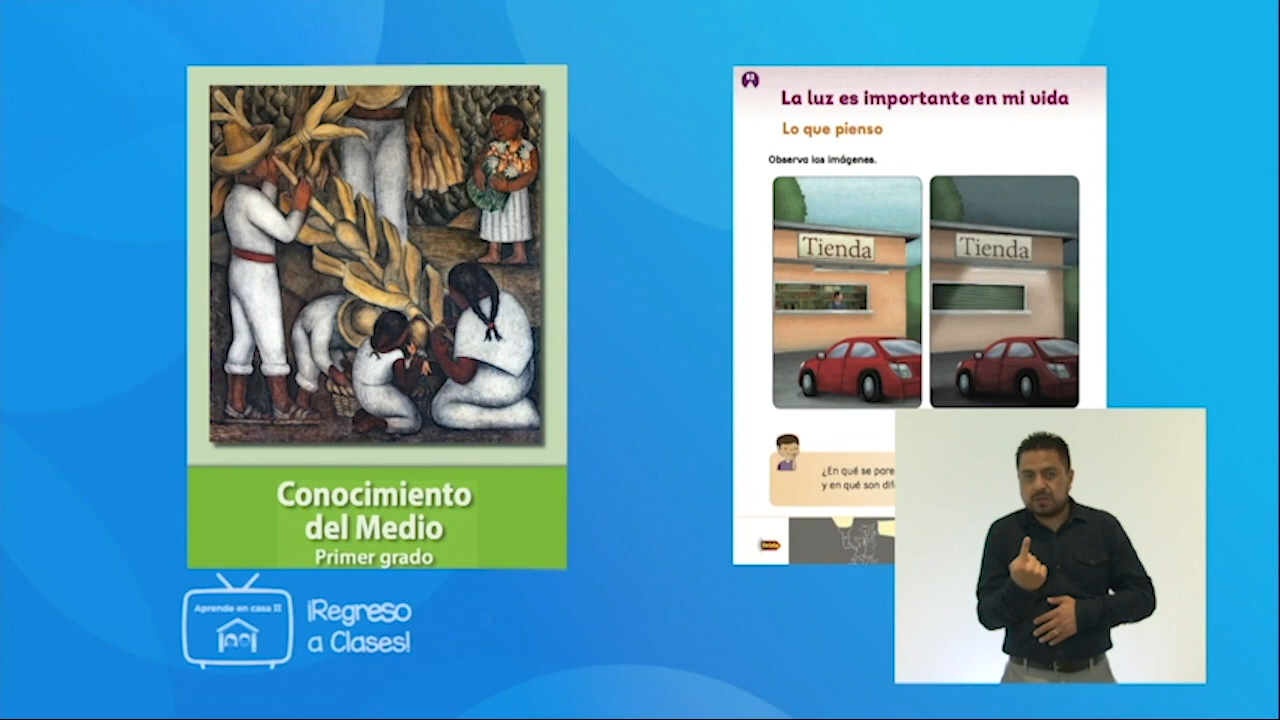 Conocimiento
del Medio
Primer grado
Aprende en casa II
¡Regreso
a Clases!
La luz es importante en mi vida
Lo que pienso
Observa las imágenes.
Tienda
Tienda
¿En qué se pare
y en qué son dif